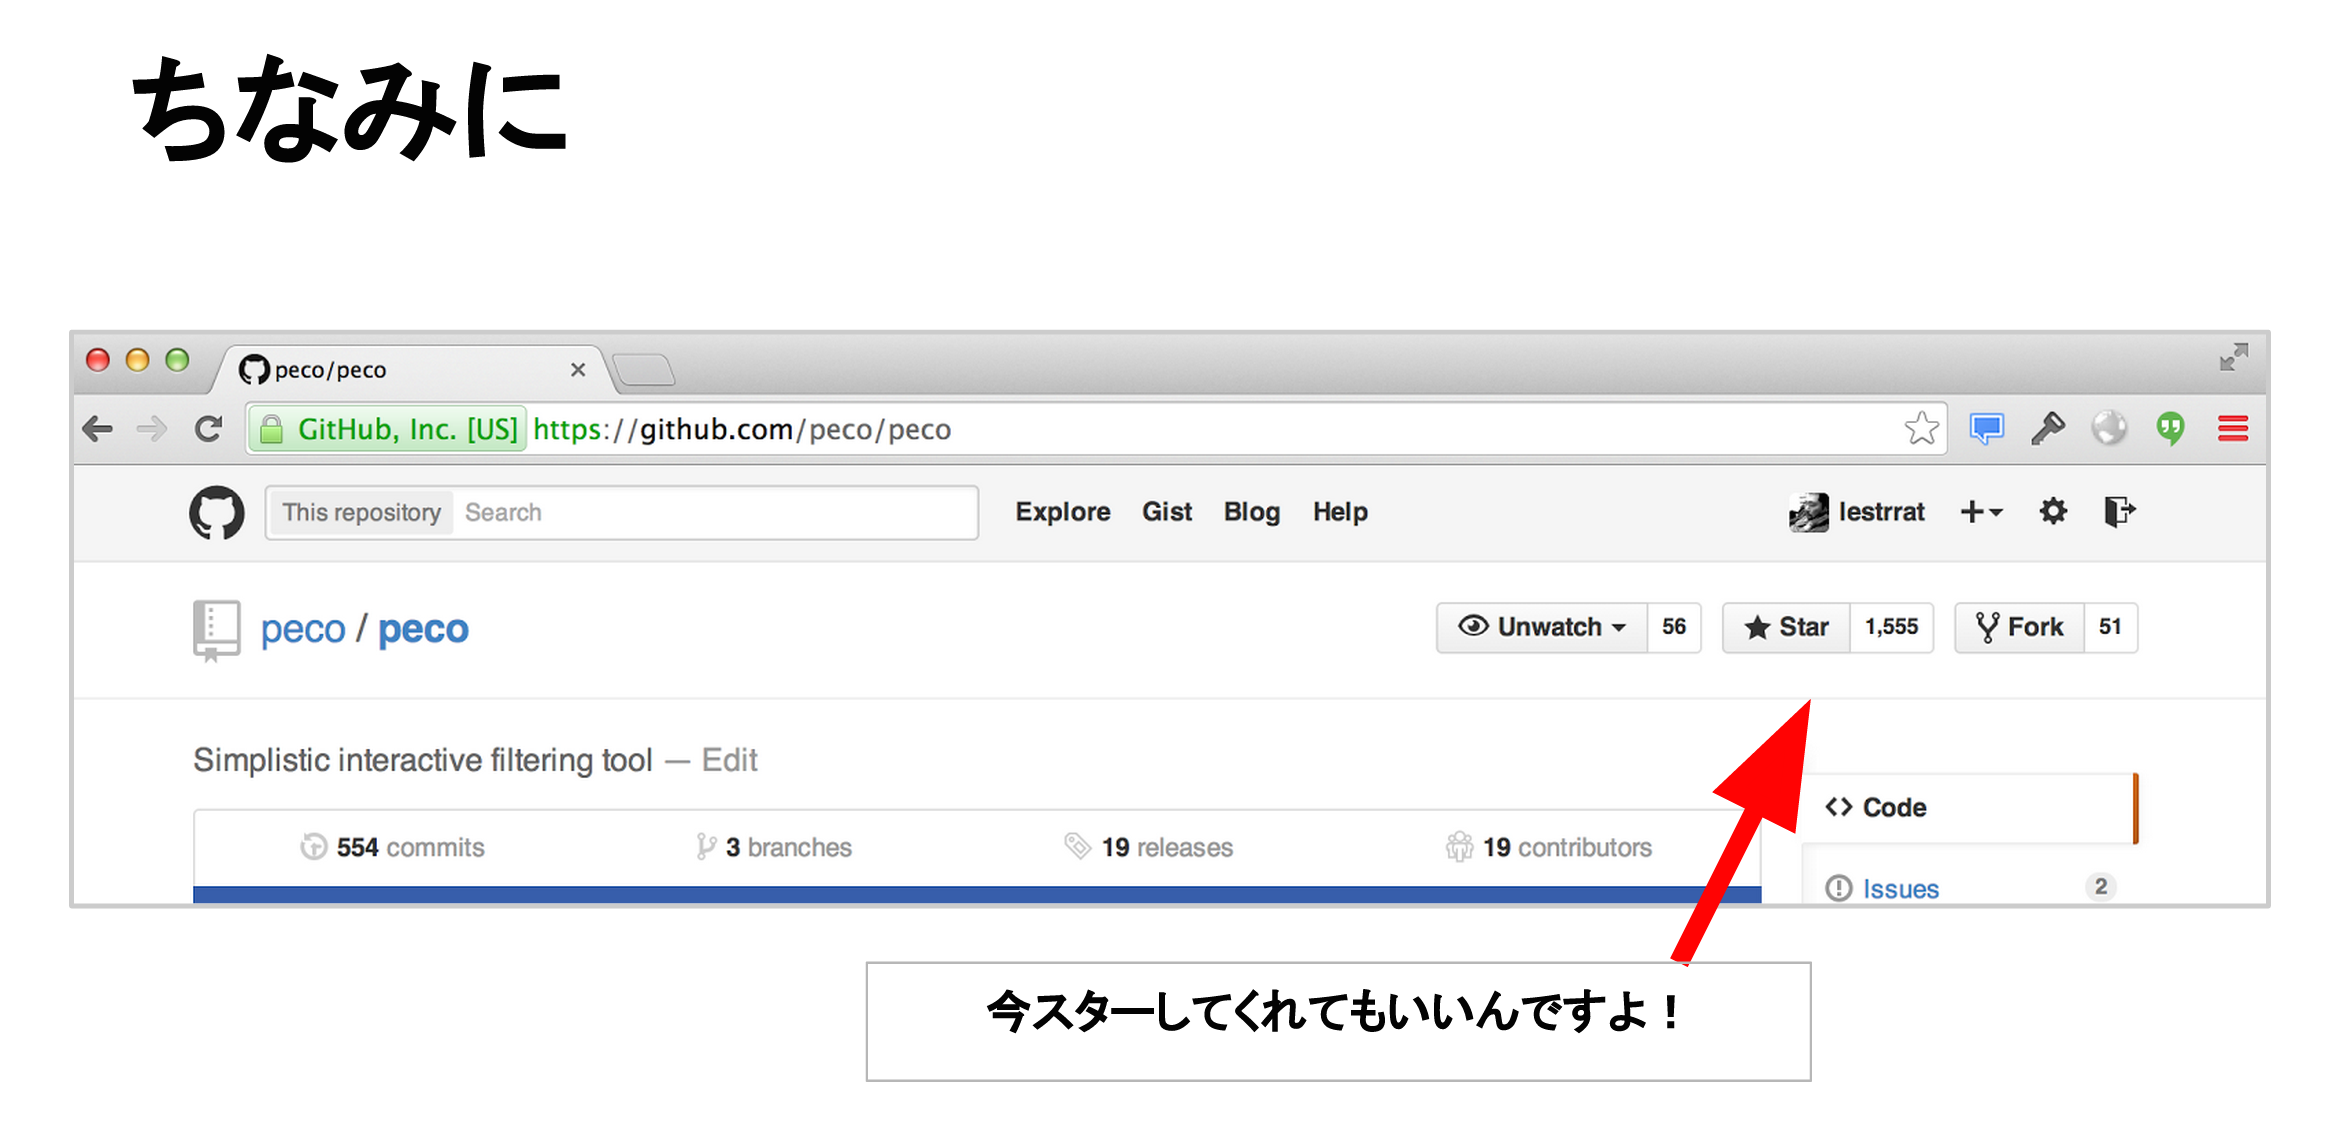 ちなみに
peco/peco
GitHub, Inc. [US] https://github.com/peco/peco
This repository Search Explore Gist Blog Help lestrrat
peco / peco Unwatch 56 Star 1,555 Fork 51
Simplistic interactive filtering tool — Edit
554 commits 3 branches 19 releases 19 contributors
Code
Issues 2
今スターしてくれてもいいんですよ！